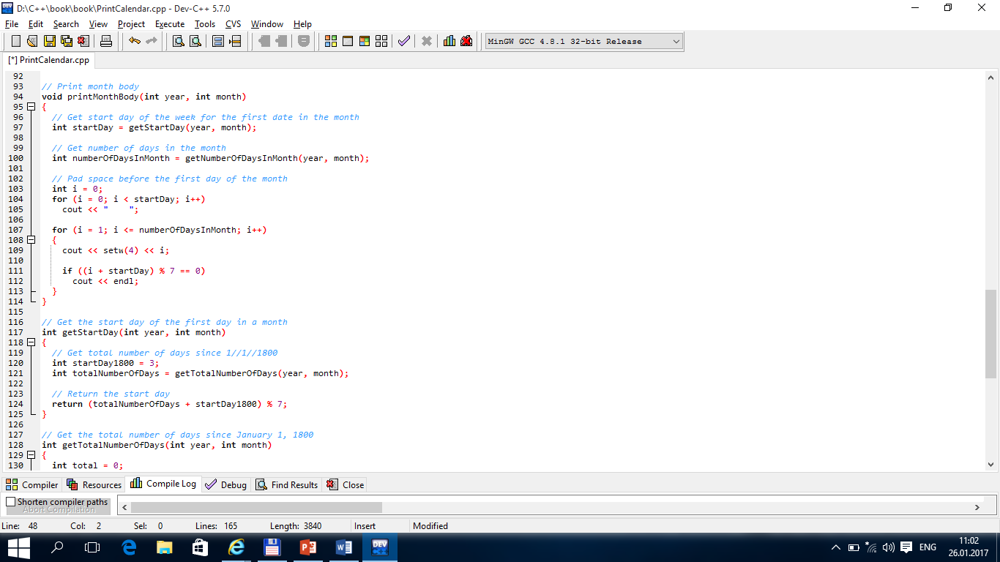 D:\C++\book\book\PrintCalendar.cpp - Dev-C++ 5.7.0
File Edit Search View Project Execute Tools CVS Window Help
MinGW GCC 4.8.1 32-bit Release
[*] PrintCalendar.cpp
92
93 // Print month body
94 void printMonthBody(int year, int month)
95 {
96   // Get start day of the week for the first date in the month
97   int startDay = getStartDay(year, month);
98
99   // Get number of days in the month
100   int numberOfDaysInMonth = getNumberOfDaysInMonth(year, month);
101
102   // Pad space before the first day of the month
103   int i = 0;
104   for (i = 0; i < startDay; i++)
105     cout << "    ";
106
107   for (i = 1; i <= numberOfDaysInMonth; i++)
108   {
109     cout << setw(4) << i;
110
111     if ((i + startDay) % 7 == 0)
112       cout << endl;
113   }
114 }
115
116 // Get the start day of the first day in a month
117 int getStartDay(int year, int month)
118 {
119   // Get total number of days since 1//1//1800
120   int startDay1800 = 3;
121   int totalNumberOfDays = getTotalNumberOfDays(year, month);
122
123   // Return the start day
124   return (totalNumberOfDays + startDay1800) % 7;
125 }
126
127 // Get the total number of days since January 1, 1800
128 int getTotalNumberOfDays(int year, int month)
129 {
130   int total = 0;
Compiler Resources Compile Log Debug Find Results Close
Shorten compiler paths
Abort Compilation
Line: 48 Col: 2 Sel: 0 Lines: 165 Length: 3840 Insert Modified
DEV
ENG
11:02
26.01.2017